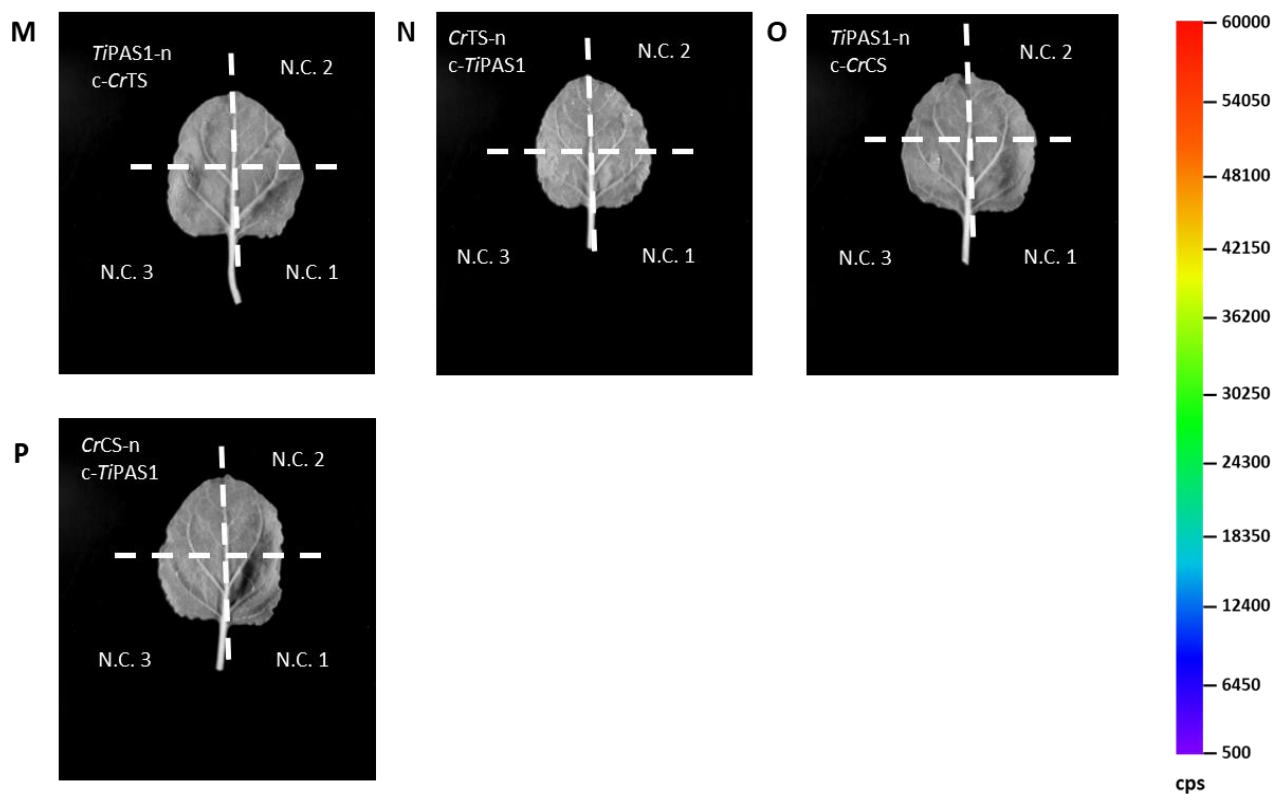 M
TiPAS1-n
c-CrTS
N.C. 2
N.C. 3
N.C. 1
N
CrTS-n
c-TiPAS1
N.C. 2
N.C. 3
N.C. 1
O
TiPAS1-n
c-CrCS
N.C. 2
N.C. 3
N.C. 1
P
CrCS-n
c-TiPAS1
N.C. 2
N.C. 3
N.C. 1
60000
54050
48100
42150
36200
30250
24300
18350
12400
6450
500
cps